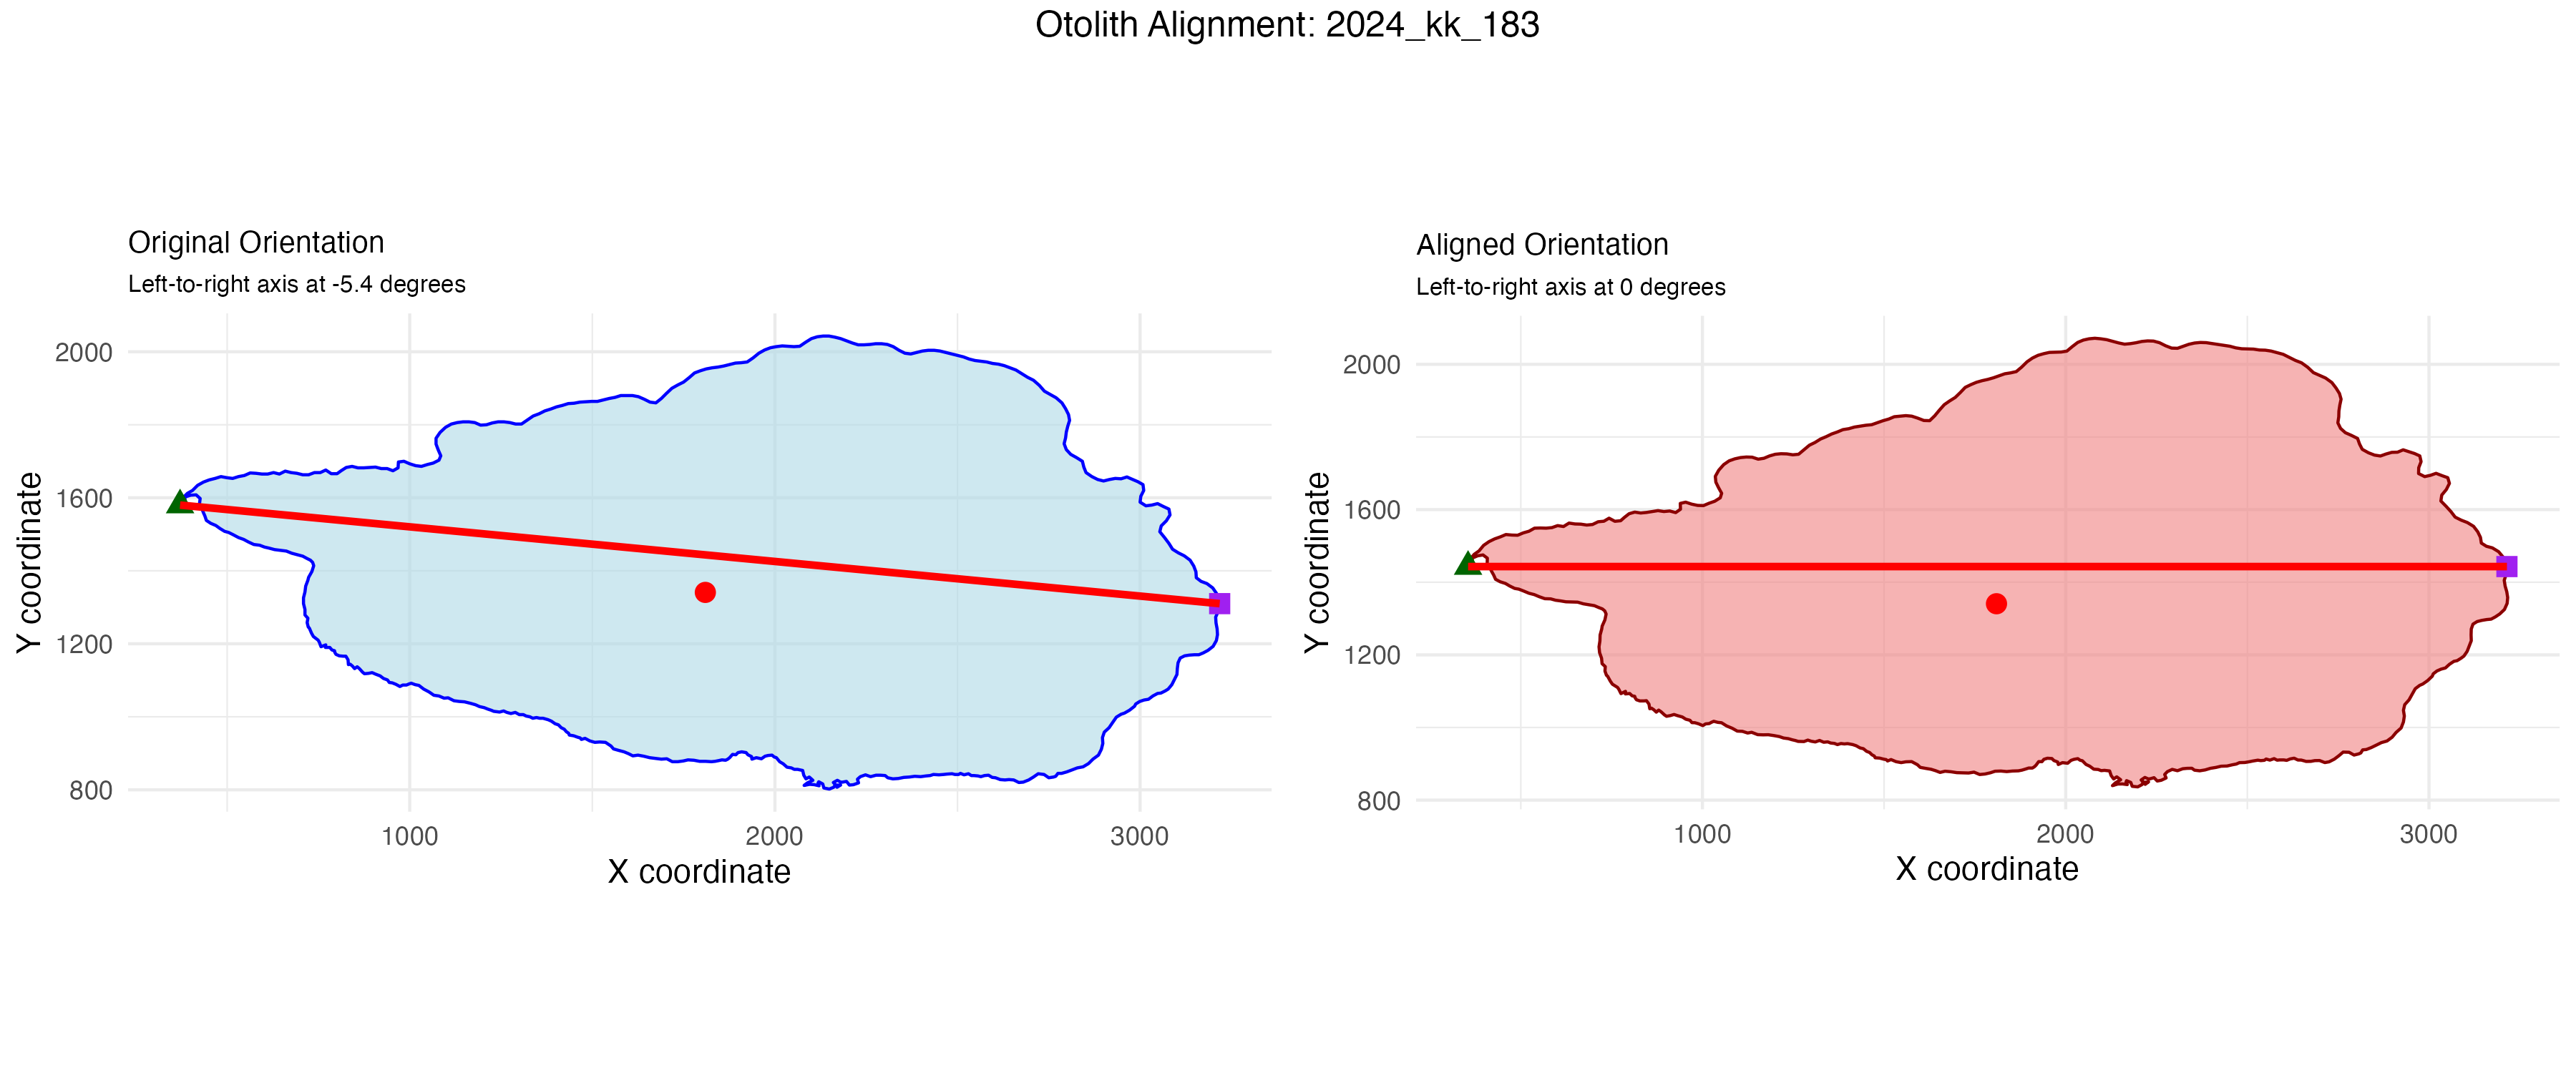 Otolith Alignment: 2024_kk_183
Original Orientation
Left-to-right axis at -5.4 degrees
Y coordinate
2000
1600
1200
800
1000
2000
3000
X coordinate
Aligned Orientation
Left-to-right axis at 0 degrees
Y coordinate
2000
1600
1200
800
1000
2000
3000
X coordinate